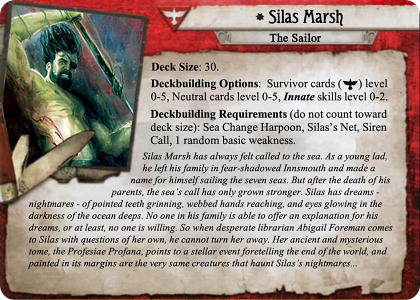 Silas Marsh
The Sailor
Deck Size: 30.
Deckbuilding Options: Survivor cards () level
0-5, Neutral cards level 0-5, Innate skills level 0-2.
Deckbuilding Requirements (do not count toward
deck size): Sea Change Harpoon, Silas's Net, Siren
Call, 1 random basic weakness.
Silas Marsh has always felt called to the sea. As a young lad,
he left his family in fear-shadowed Innsmouth and made a
name for himself sailing the seven seas. But after the death of his
parents, the sea's call has only grown stronger. Silas has dreams -
nightmares - of pointed teeth grinning, webbed hands reaching, and eyes glowing in the
darkness of the ocean deeps. No one in his family is able to offer an explanation for his
dreams, or at least, no one is willing. So when desperate librarian Abigail Foreman comes
to Silas with questions of her own, he cannot turn her away. Her ancient and mysterious
tome, the Profesiae Profana, points to a stellar event foretelling the end of the world, and
painted in its margins are the very same creatures that haunt Silas's nightmares...